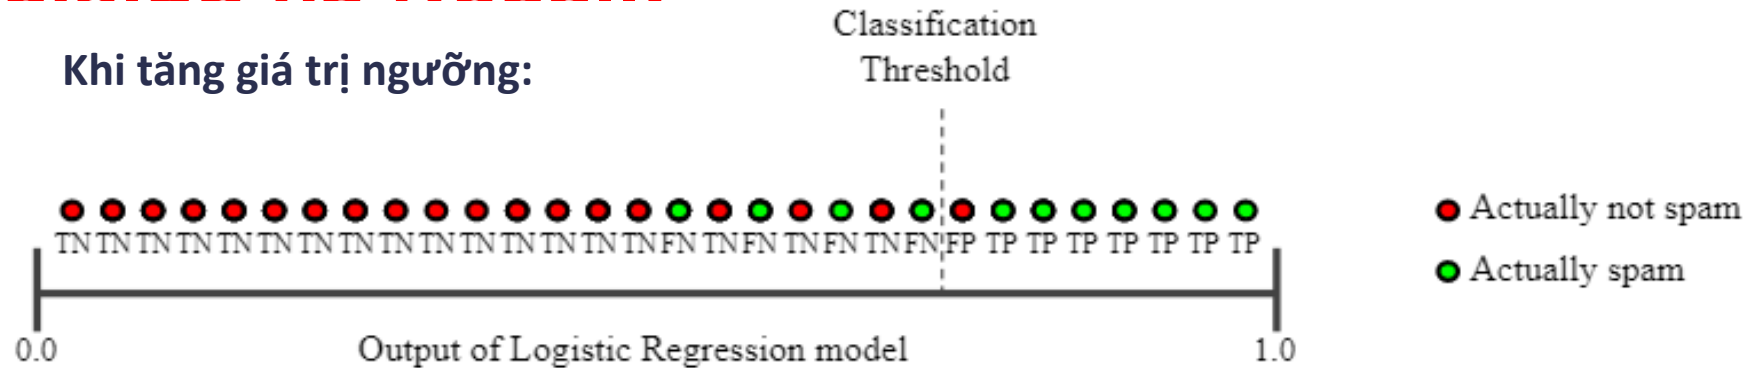 Classification
Khi tăng giá trị ngưỡng:
Threshold
TN TN TN TN TN TN TN TN TN TN TN TN TN TN TN FN TN FN TN FN TN FN FP TP TP TP TP TP TP TP
Actually not spam
Actually spam
0.0
Output of Logistic Regression model
1.0